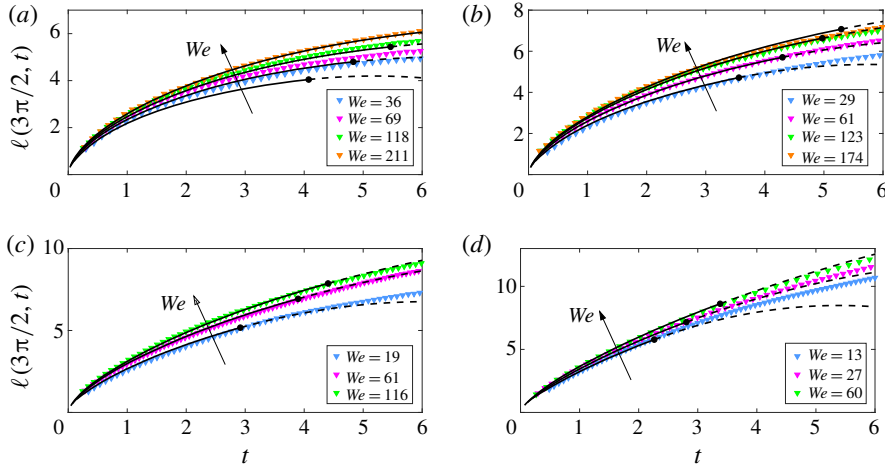 (a)
6
4
2
ℓ(3π/2, t)
We
We = 36
We = 69
We = 118
We = 211
0 1 2 3 4 5 6
(b)
8
6
4
2
We
We = 29
We = 61
We = 123
We = 174
0 1 2 3 4 5 6
(c)
10
5
ℓ(3π/2, t)
We
We = 19
We = 61
We = 116
0 1 2 3 4 5 6
t
(d)
10
5
We
We = 13
We = 27
We = 60
0 1 2 3 4 5 6
t